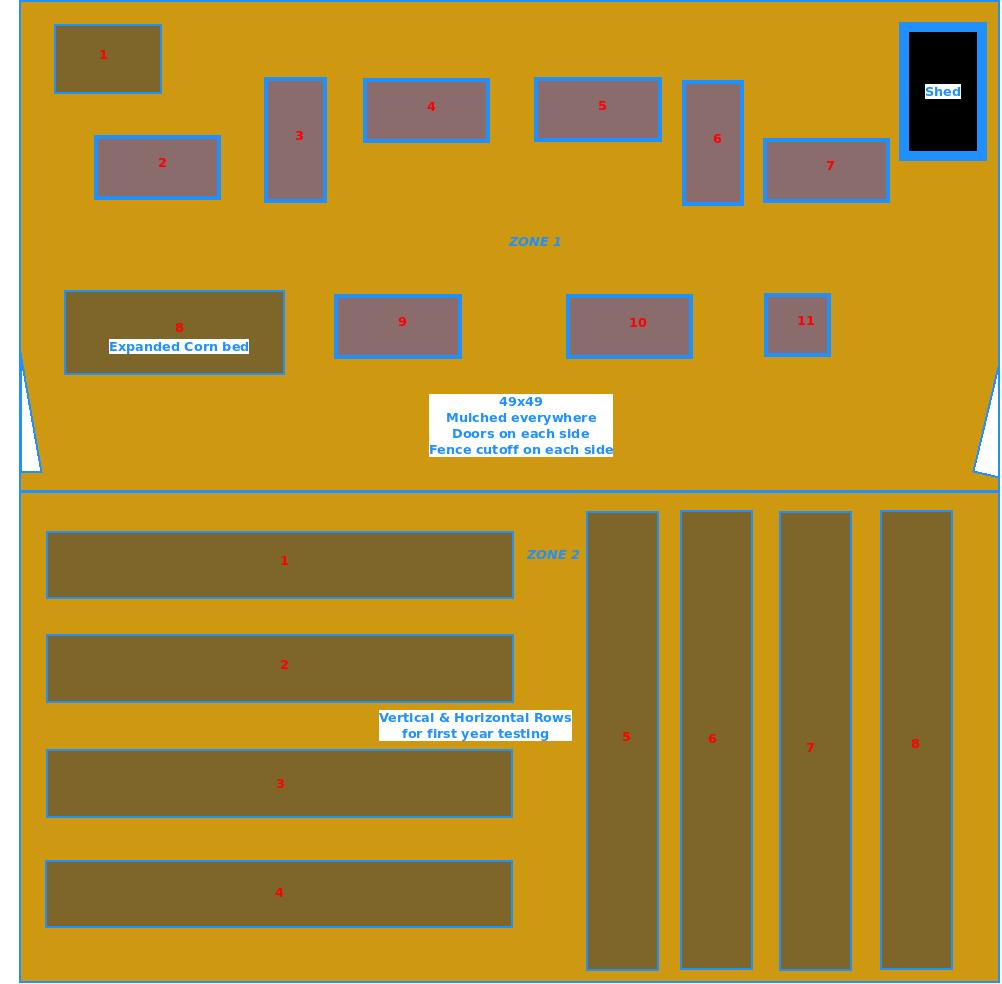 1
Shed
4
5
3
6
2
7
ZONE 1
8
Expanded Corn bed
9
10
11
49x49
Mulched everywhere
Doors on each side
Fence cutoff on each side
ZONE 2
1
2
Vertical & Horizontal Rows
for first year testing
3
4
5
6
7
8